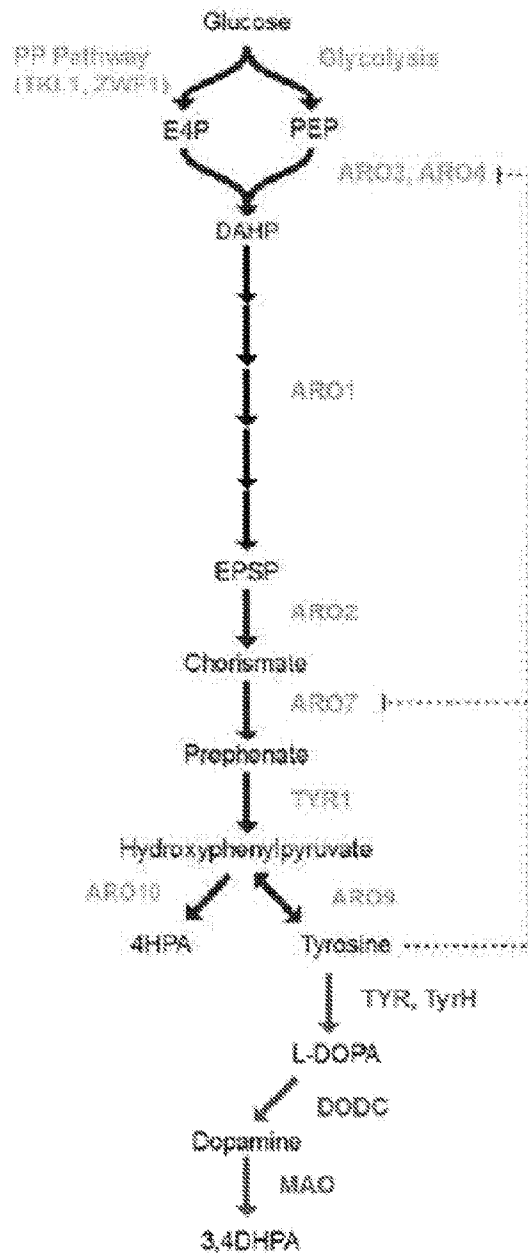 Glucose
PP Pathway
(TKL1, ZWF1)
Glycolysis
E4P
PEP
ARO3, ARO4
DAHP
ARO1
EPSP
ARO2
Chorismate
ARO7
Prephenate
TYR1
Hydroxyphenylpyruvate
ARO10
ARO9
4HPA
Tyrosine
TYR, TyrH
L-DOPA
DODC
Dopamine
MAO
3,4DHPA